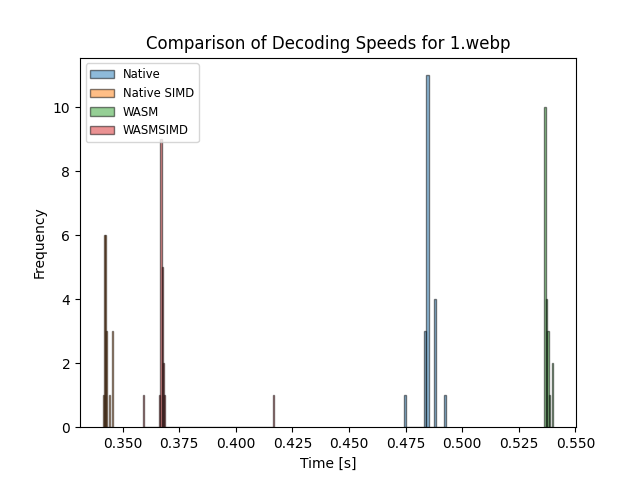 Comparison of Decoding Speeds for 1.webp
Native
Native SIMD
WASM
WASMSIMD
Frequency
10
8
6
4
2
0
0.350 0.375 0.400 0.425 0.450 0.475 0.500 0.525 0.550
Time [s]